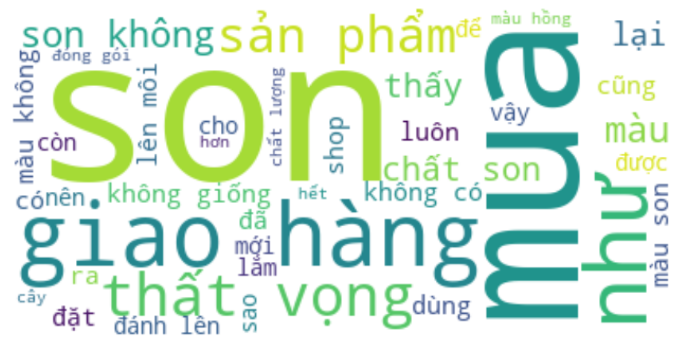 son không
sản phẩm
để
màu hồng
lại
đóng gói
son
mua
màu không
lên môi
chất lượng
thấy
cũng
còn
cho
hơn
shop
luôn
vậy
màu
chất son
được
có
nên
không giống
hết
không có
như
màu son
giao hàng
đã
mới
lắm
ra
thất vọng
cây
đặt
đánh lên
sao
dùng